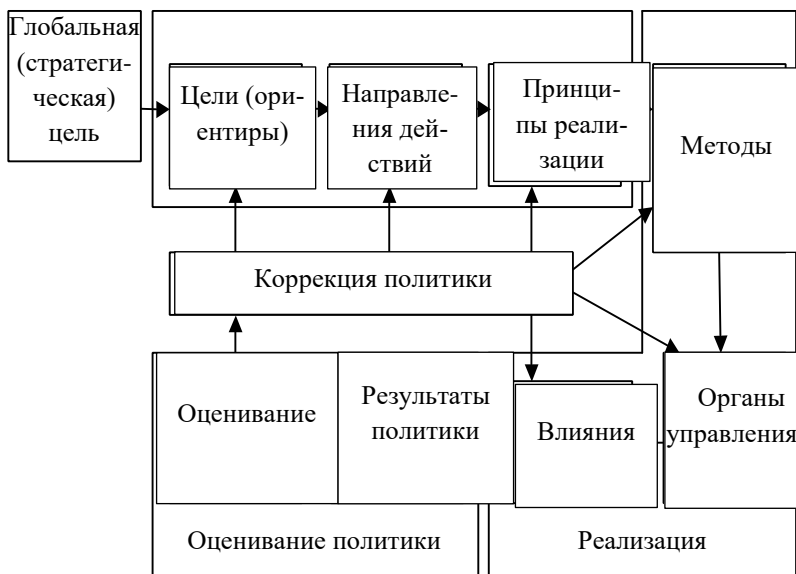 Глобальная
(стратеги-
ческая)
цель
Цели (ори-
ентиры)
Направле-
ния дей-
ствий
Принци-
пы реали-
зации
Методы
Коррекция политики
Оценивание
Результаты
политики
Влияния
Органы
управления
Оценивание политики
Реализация